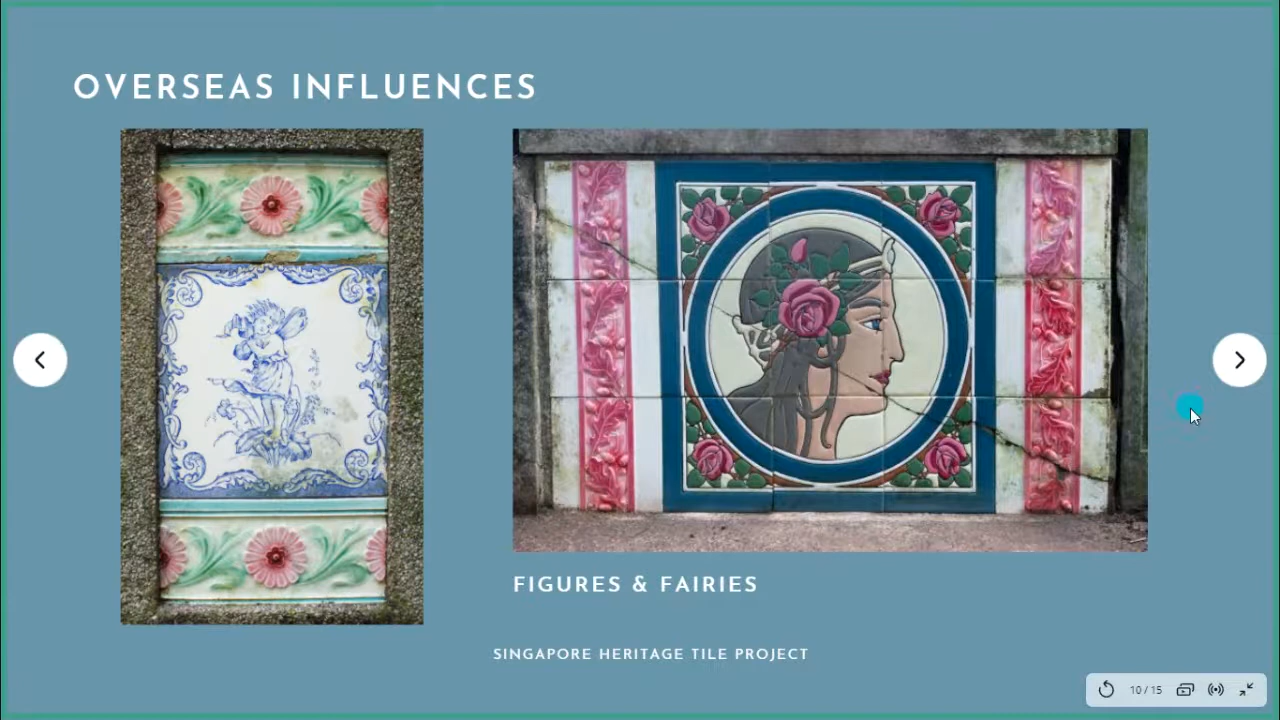 OVERSEAS INFLUENCES
FIGURES & FAIRIES
SINGAPORE HERITAGE TILE PROJECT
10/15